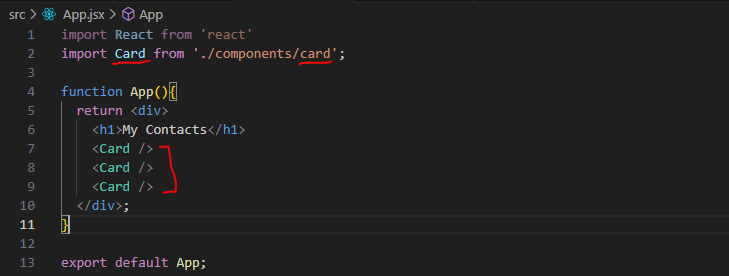 src > App.jsx > App
1 import React from 'react'
2 import Card from './components/card';
3
4 function App(){
5   return <div>
6     <h1>My Contacts</h1>
7     <Card />
8     <Card />
9     <Card />
10   </div>;
11 }
12
13 export default App;